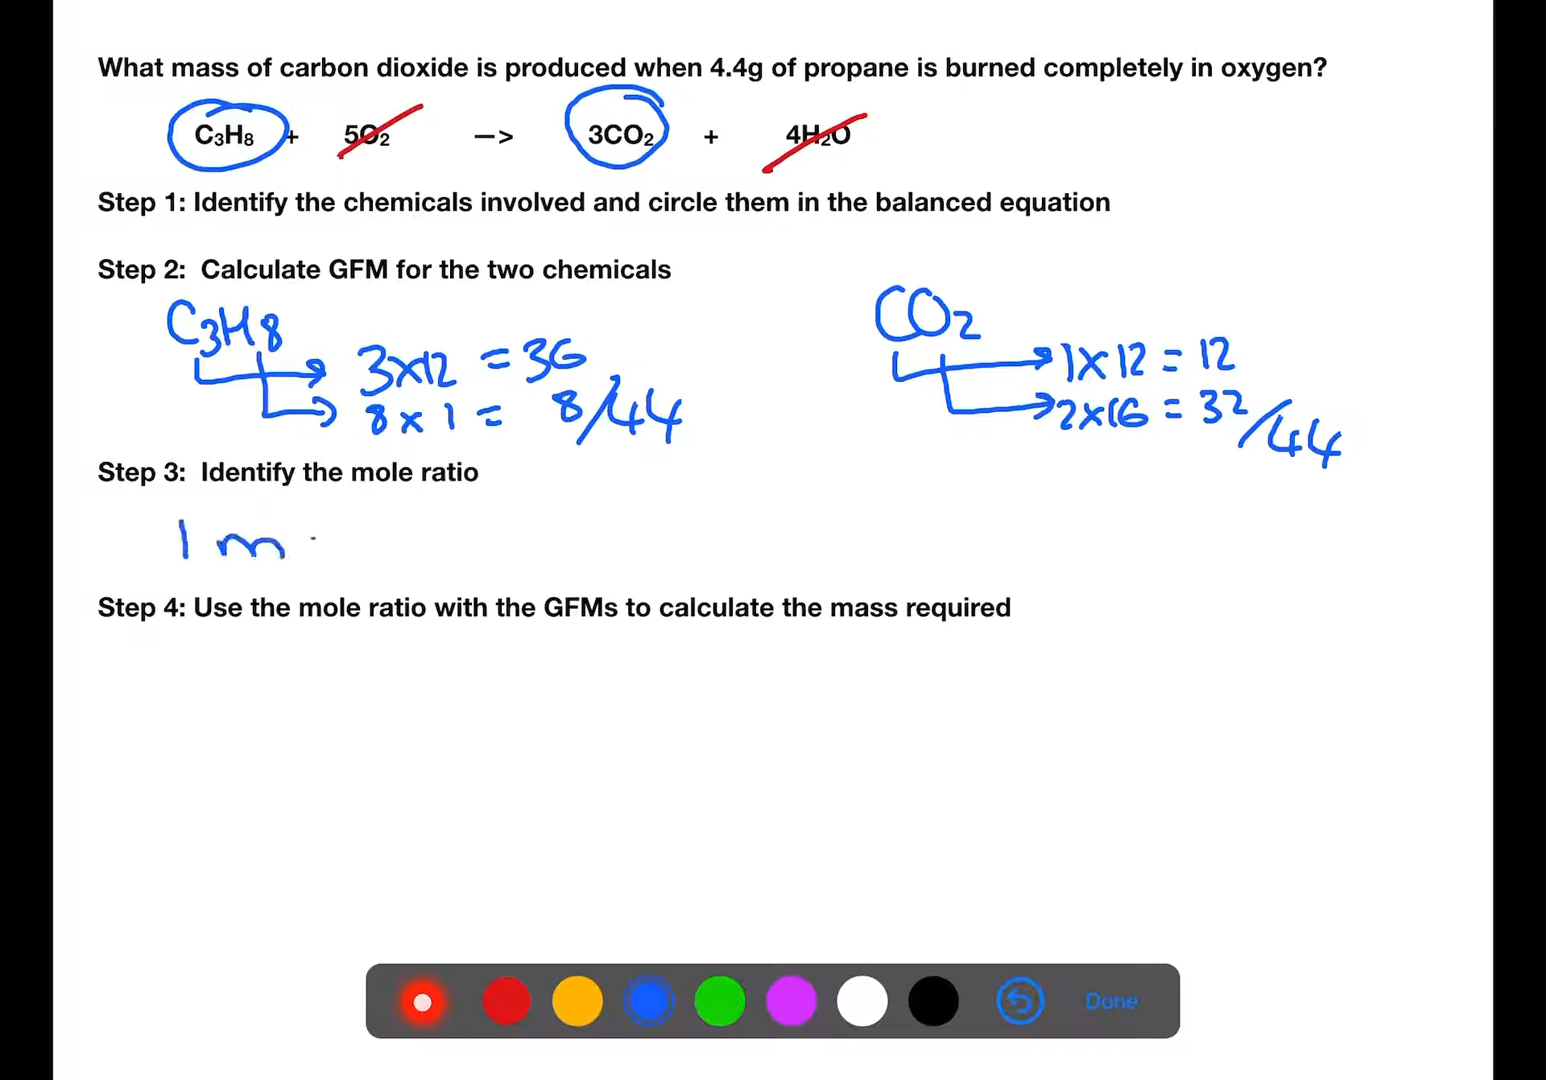 What mass of carbon dioxide is produced when 4.4g of propane is burned completely in oxygen?
C₃H₈ + 5O₂ —> 3CO₂ + 4H₂O
Step 1: Identify the chemicals involved and circle them in the balanced equation
Step 2: Calculate GFM for the two chemicals
C₃H₈
3x12 = 36
8 x 1 = 8/44
CO₂
1 x 12 = 12
2x16 = 32/44
Step 3: Identify the mole ratio
1 m
Step 4: Use the mole ratio with the GFMs to calculate the mass required
Done